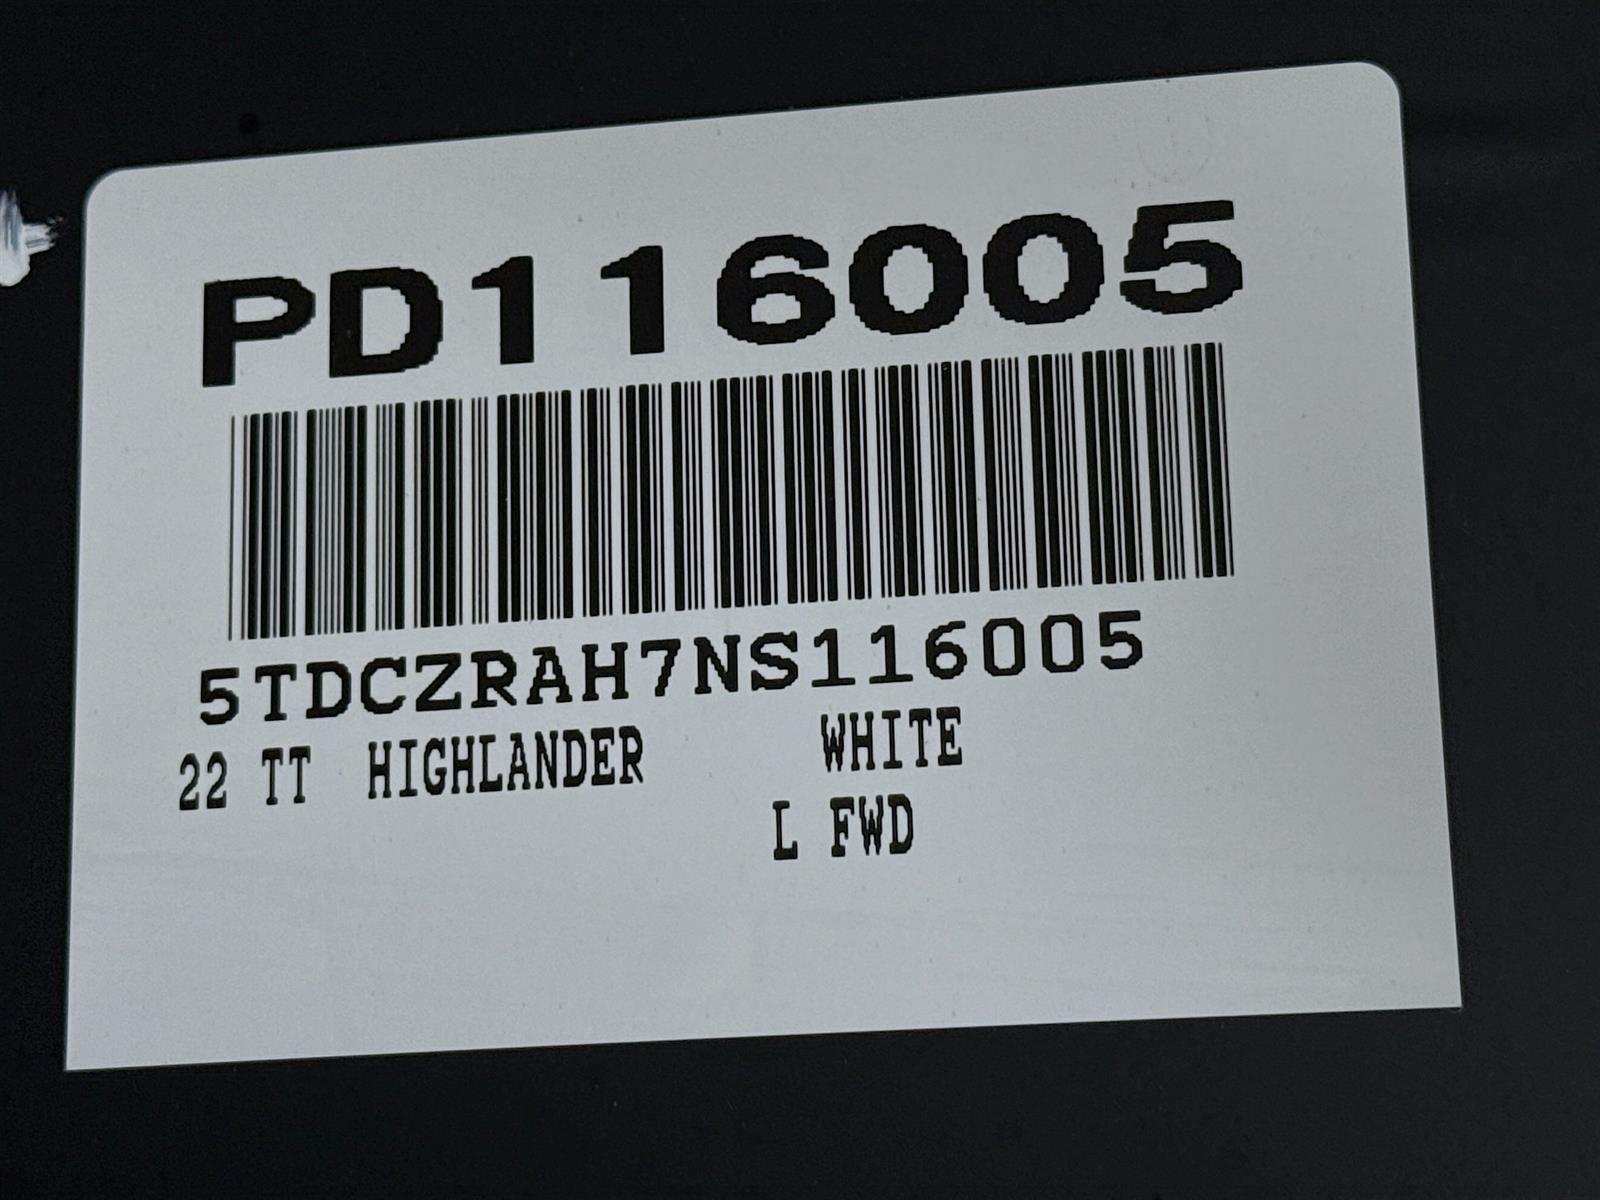 PD116005
5TDCZRAH7NS116005
22 TT HIGHLANDER WHITE
L FWD